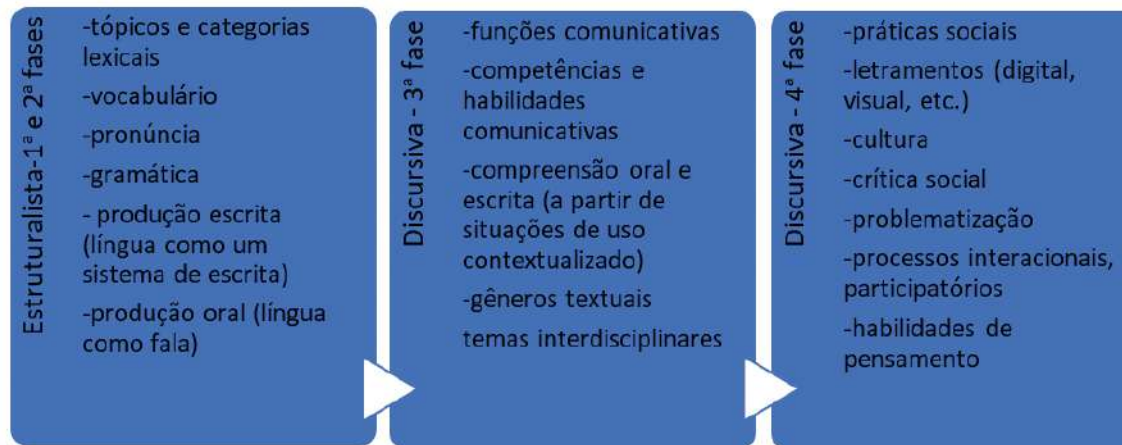 Estruturalista-1ª e 2ª fases
-tópicos e categorias
lexicais
-vocabulário
-pronúncia
-gramática
- produção escrita
(língua como um
sistema de escrita)
-produção oral (língua
como fala)
Discursiva - 3ª fase
-funções comunicativas
-competências e
habilidades
comunicativas
-compreensão oral e
escrita (a partir de
situações de uso
contextualizado)
-gêneros textuais
temas interdisciplinares
Discursiva - 4ª fase
-práticas sociais
-letramentos (digital,
visual, etc.)
-cultura
-crítica social
-problematização
-processos interacionais,
participatórios
-habilidades de
pensamento